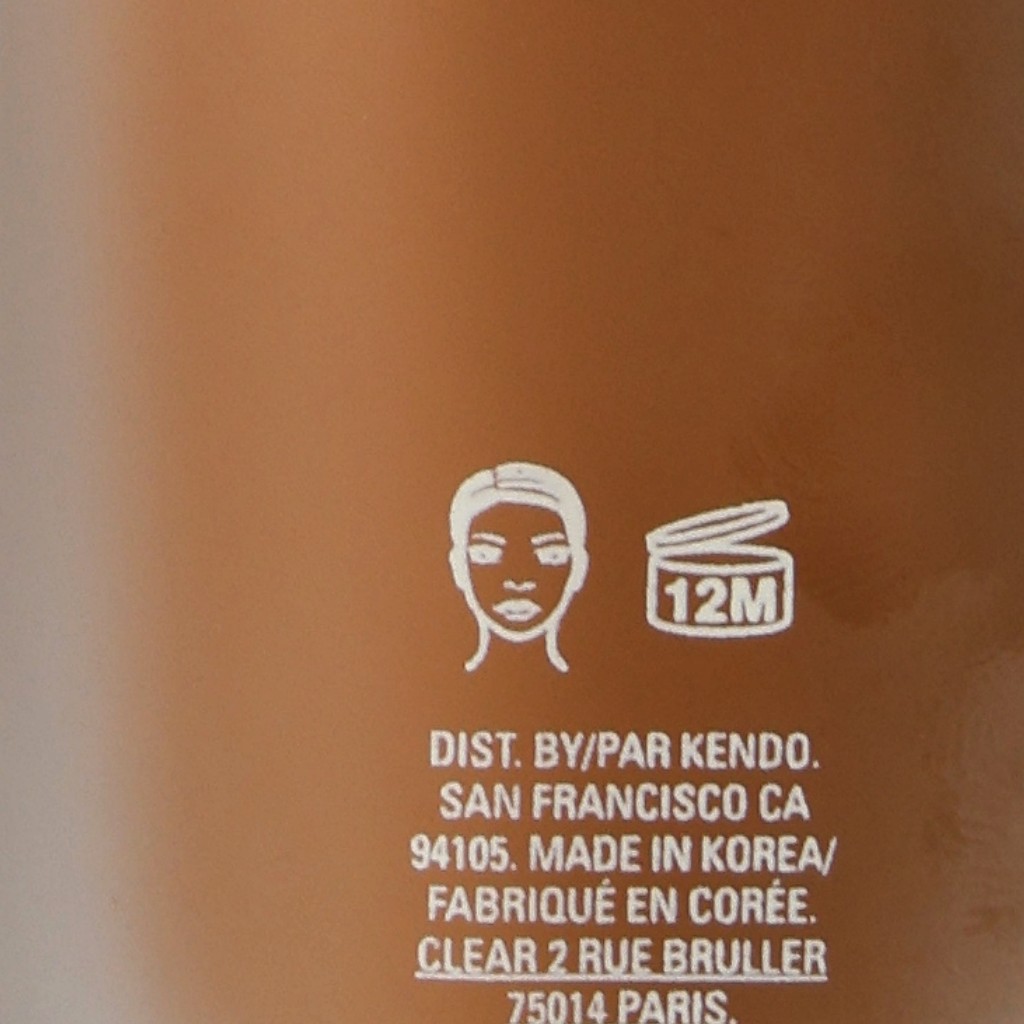 12M
DIST. BY/PAR KENDO.
SAN FRANCISCO CA
94105. MADE IN KOREA/
FABRIQUÉ EN CORÉE.
CLEAR 2 RUE BRULLER
75014 PARIS.